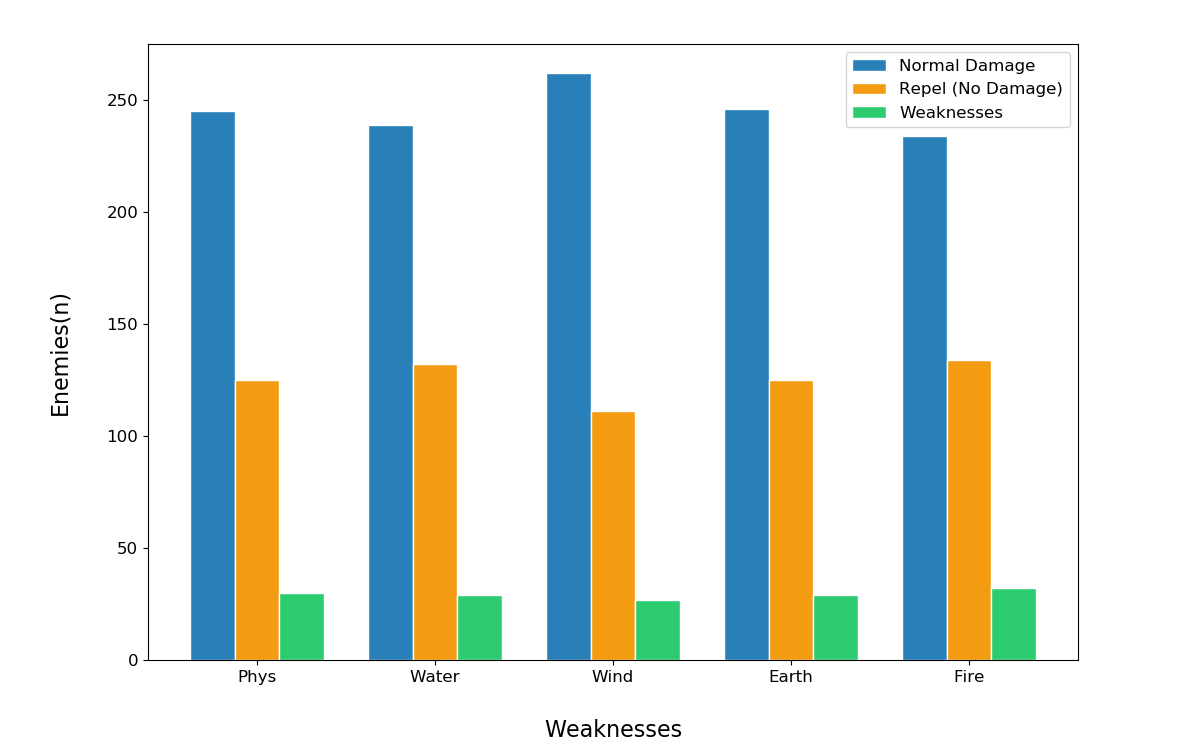 Normal Damage
Repel (No Damage)
Weaknesses
250
200
150
100
50
0
Enemies(n)
Phys Water Wind Earth Fire
Weaknesses